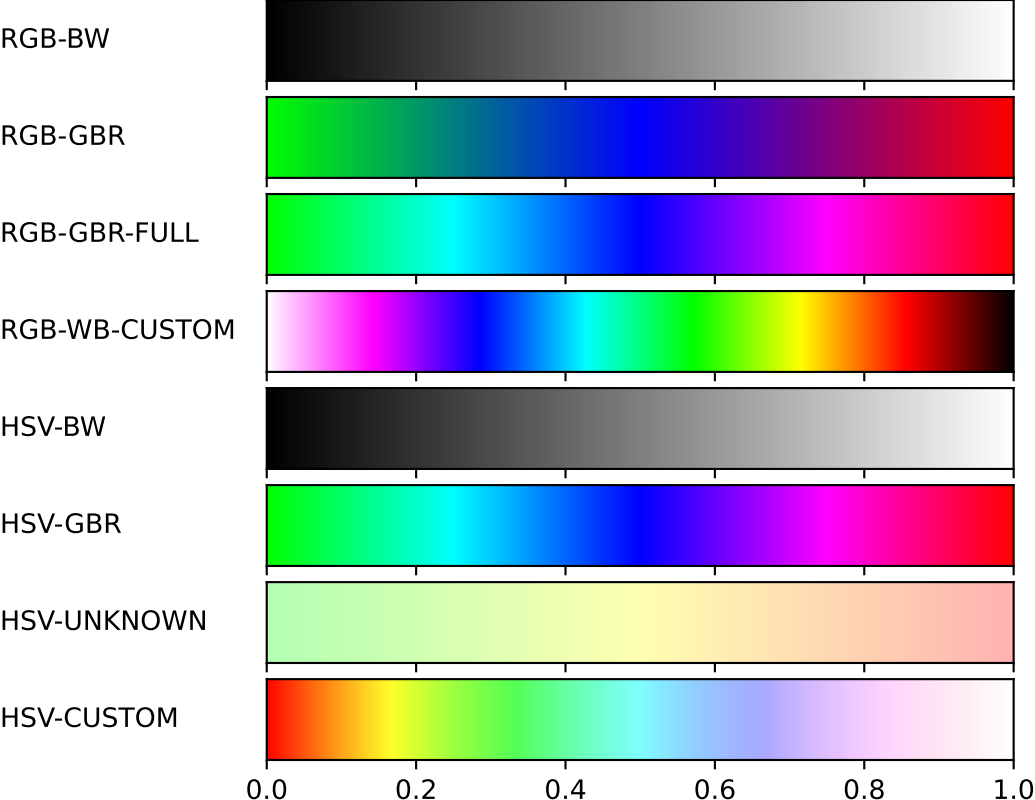 RGB-BW
RGB-GBR
RGB-GBR-FULL
RGB-WB-CUSTOM
HSV-BW
HSV-GBR
HSV-UNKNOWN
HSV-CUSTOM
0.0 0.2 0.4 0.6 0.8 1.0